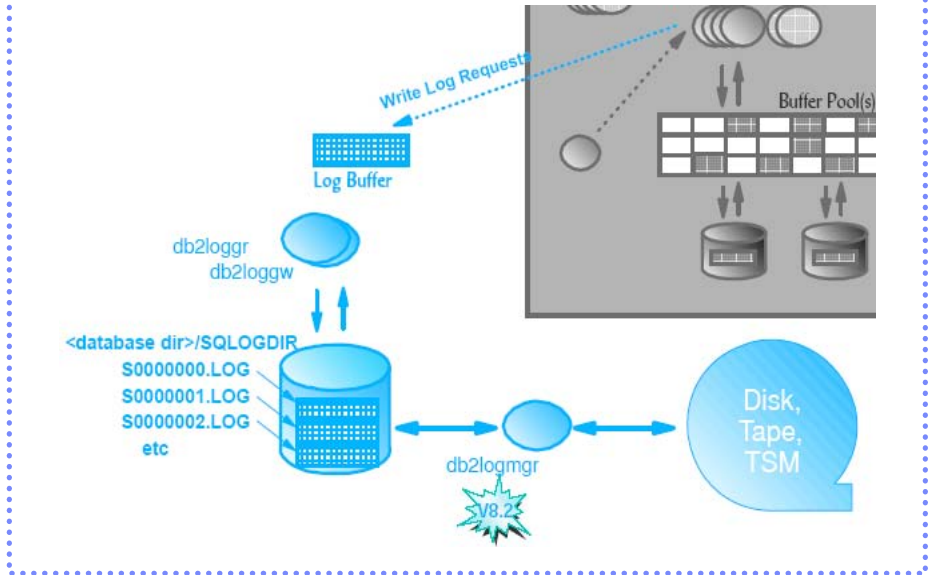 Write Log Requests
Buffer Pool(s)
Log Buffer
db2loggr
db2loggw
<database dir>/SQLOGDIR
S0000000.LOG
S0000001.LOG
S0000002.LOG
etc
Disk,
Tape,
TSM
db2logmgr
V8.2